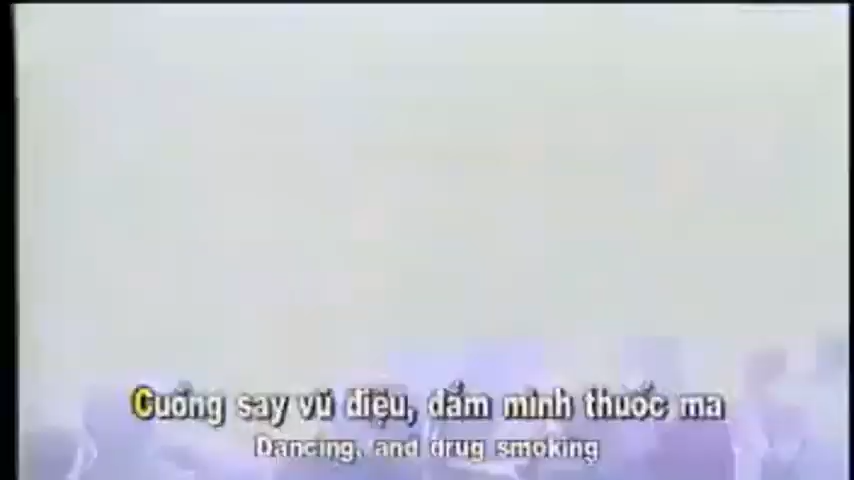 Cuồng say vũ điệu, đắm mình thuốc ma
Dancing, and drug smoking